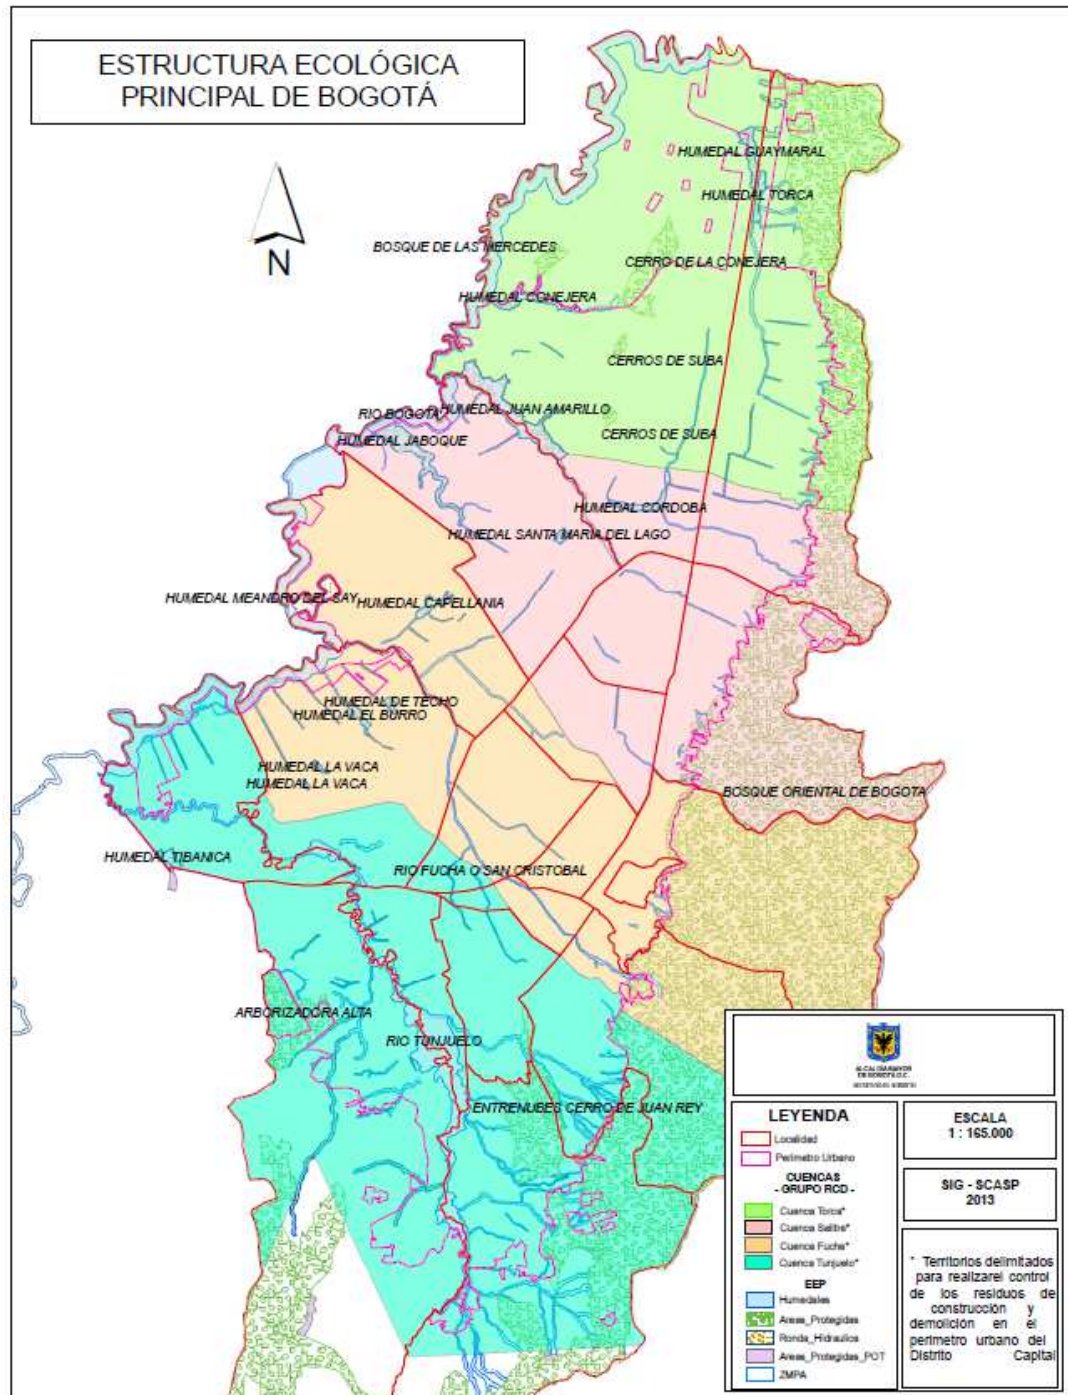 ESTRUCTURA ECOLÓGICA
PRINCIPAL DE BOGOTÁ
N
HUMEDAL GUAYMARAL
HUMEDAL TORCA
BOSQUE DE LAS MERCEDES
CERRO DE LA CONEJERA
HUMEDAL CONEJERA
CERROS DE SUBA
RIO BOGOTA
HUMEDAL JUAN AMARILLO
CERROS DE SUBA
HUMEDAL JABOQUE
HUMEDAL CORDOBA
HUMEDAL SANTA MARIA DEL LAGO
HUMEDAL MEANDRO DEL SAY
HUMEDAL CAPELLANIA
HUMEDAL DE TECHO
HUMEDAL EL BURRO
HUMEDAL LA VACA
HUMEDAL LA VACA
BOSQUE ORIENTAL DE BOGOTA
HUMEDAL TIBANICA
RIO FUCHA O SAN CRISTOBAL
ARBORIZADORA ALTA
RIO TUNJUELO
ENTRENUBES CERRO DE JUAN REY
ALCALDIA MAYOR
DE BOGOTÁ D.C.
LEYENDA
Localidad
Perimetro Urbano
CUENCAS
- GRUPO RCD -
Cuenca Torca*
Cuenca Salitre*
Cuenca Fucha*
Cuenca Tunjuelo*
EEP
Humedales
Areas_Protegidas
Ronda_Hidraulica
Areas_Protegidas_POT
ZMPA
ESCALA
1 : 165.000
SIG - SCASP
2013
* Territorios delimitados
para realizarel control
de los residuos de
construcción y
demolición en el
perimetro urbano del
Distrito Capital